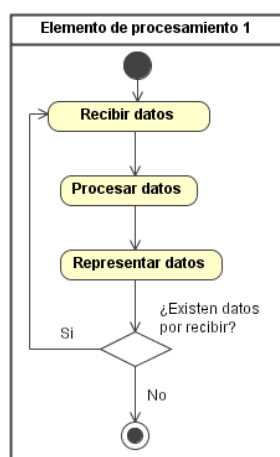 Elemento de procesamiento 1
Recibir datos
Procesar datos
Representar datos
¿Existen datos
por recibir?
Si
No